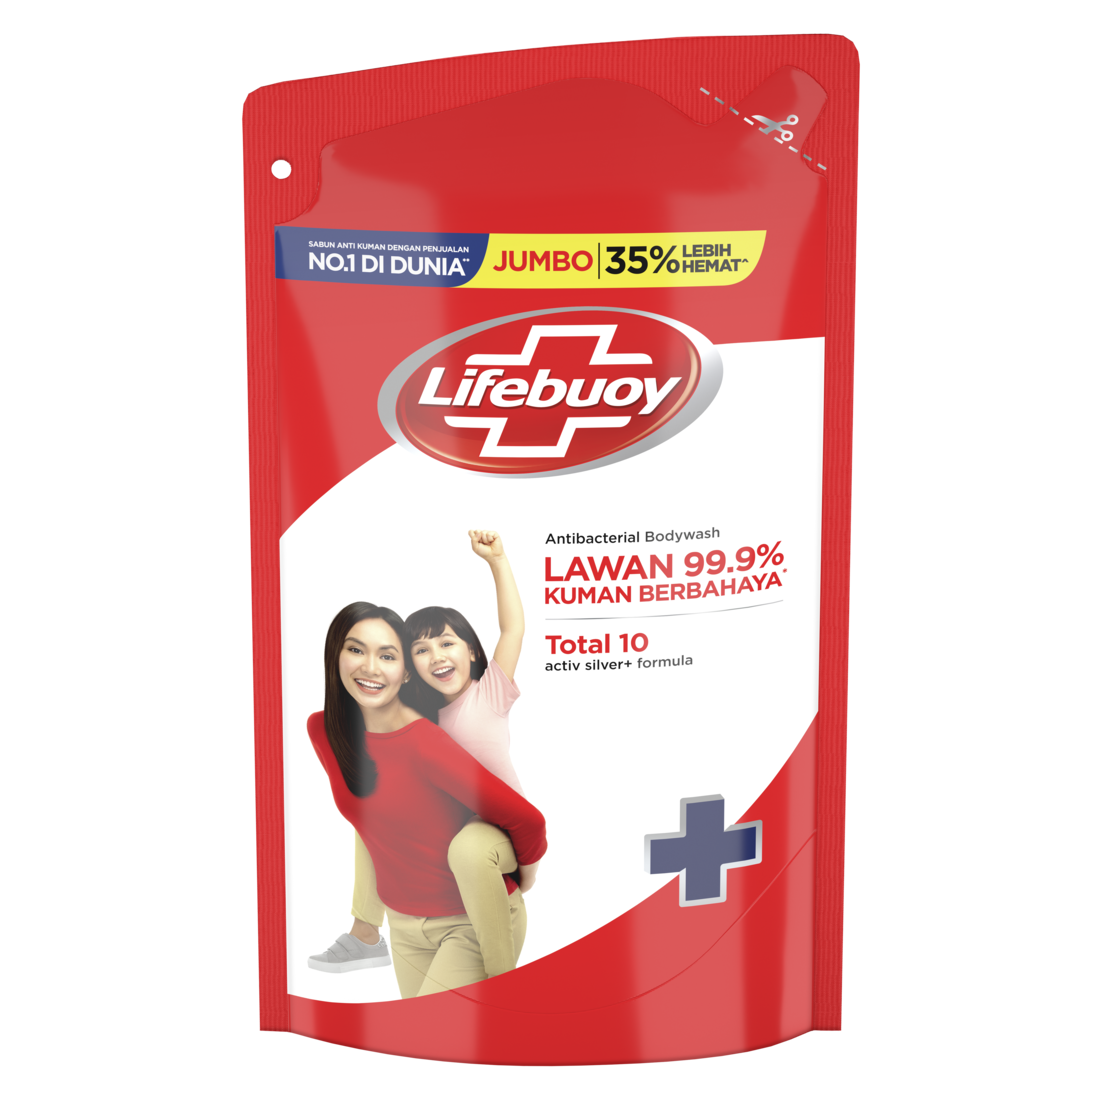 SABUN ANTI KUMAN DENGAN PENJUALAN
NO.1 DI DUNIA**
JUMBO | 35% LEBIH HEMAT^
Lifebuoy
Antibacterial Bodywash
LAWAN 99.9%
KUMAN BERBAHAYA*
Total 10
activ silver+ formula